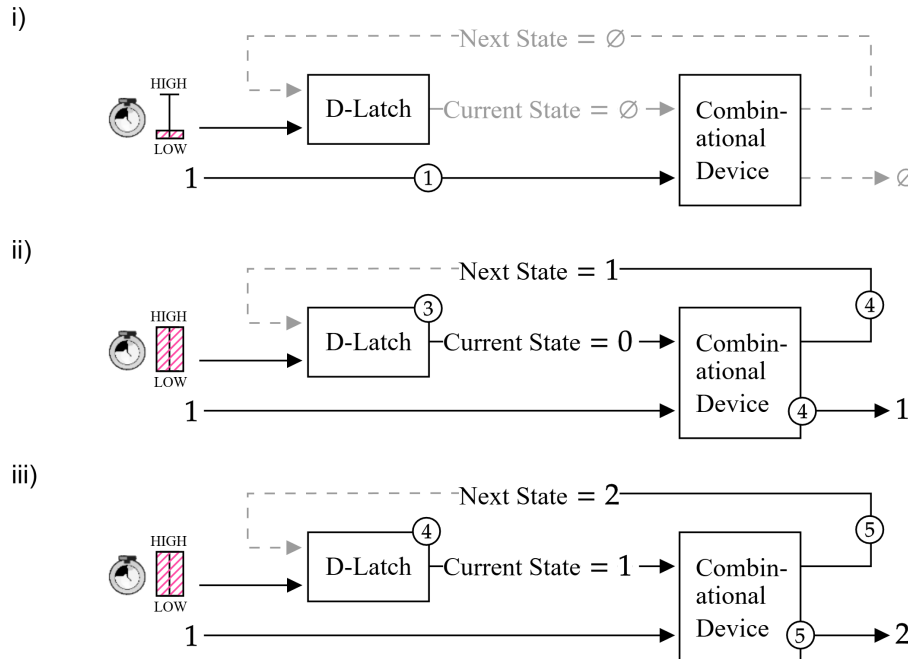 i)
Next State = ∅
HIGH
D-Latch
Current State = ∅
Combin-
ational
Device
LOW
1
1
∅
ii)
Next State = 1
4
HIGH
3
D-Latch
Current State = 0
Combin-
ational
Device
LOW
1
4
1
iii)
Next State = 2
5
HIGH
4
D-Latch
Current State = 1
Combin-
ational
Device
LOW
1
5
2